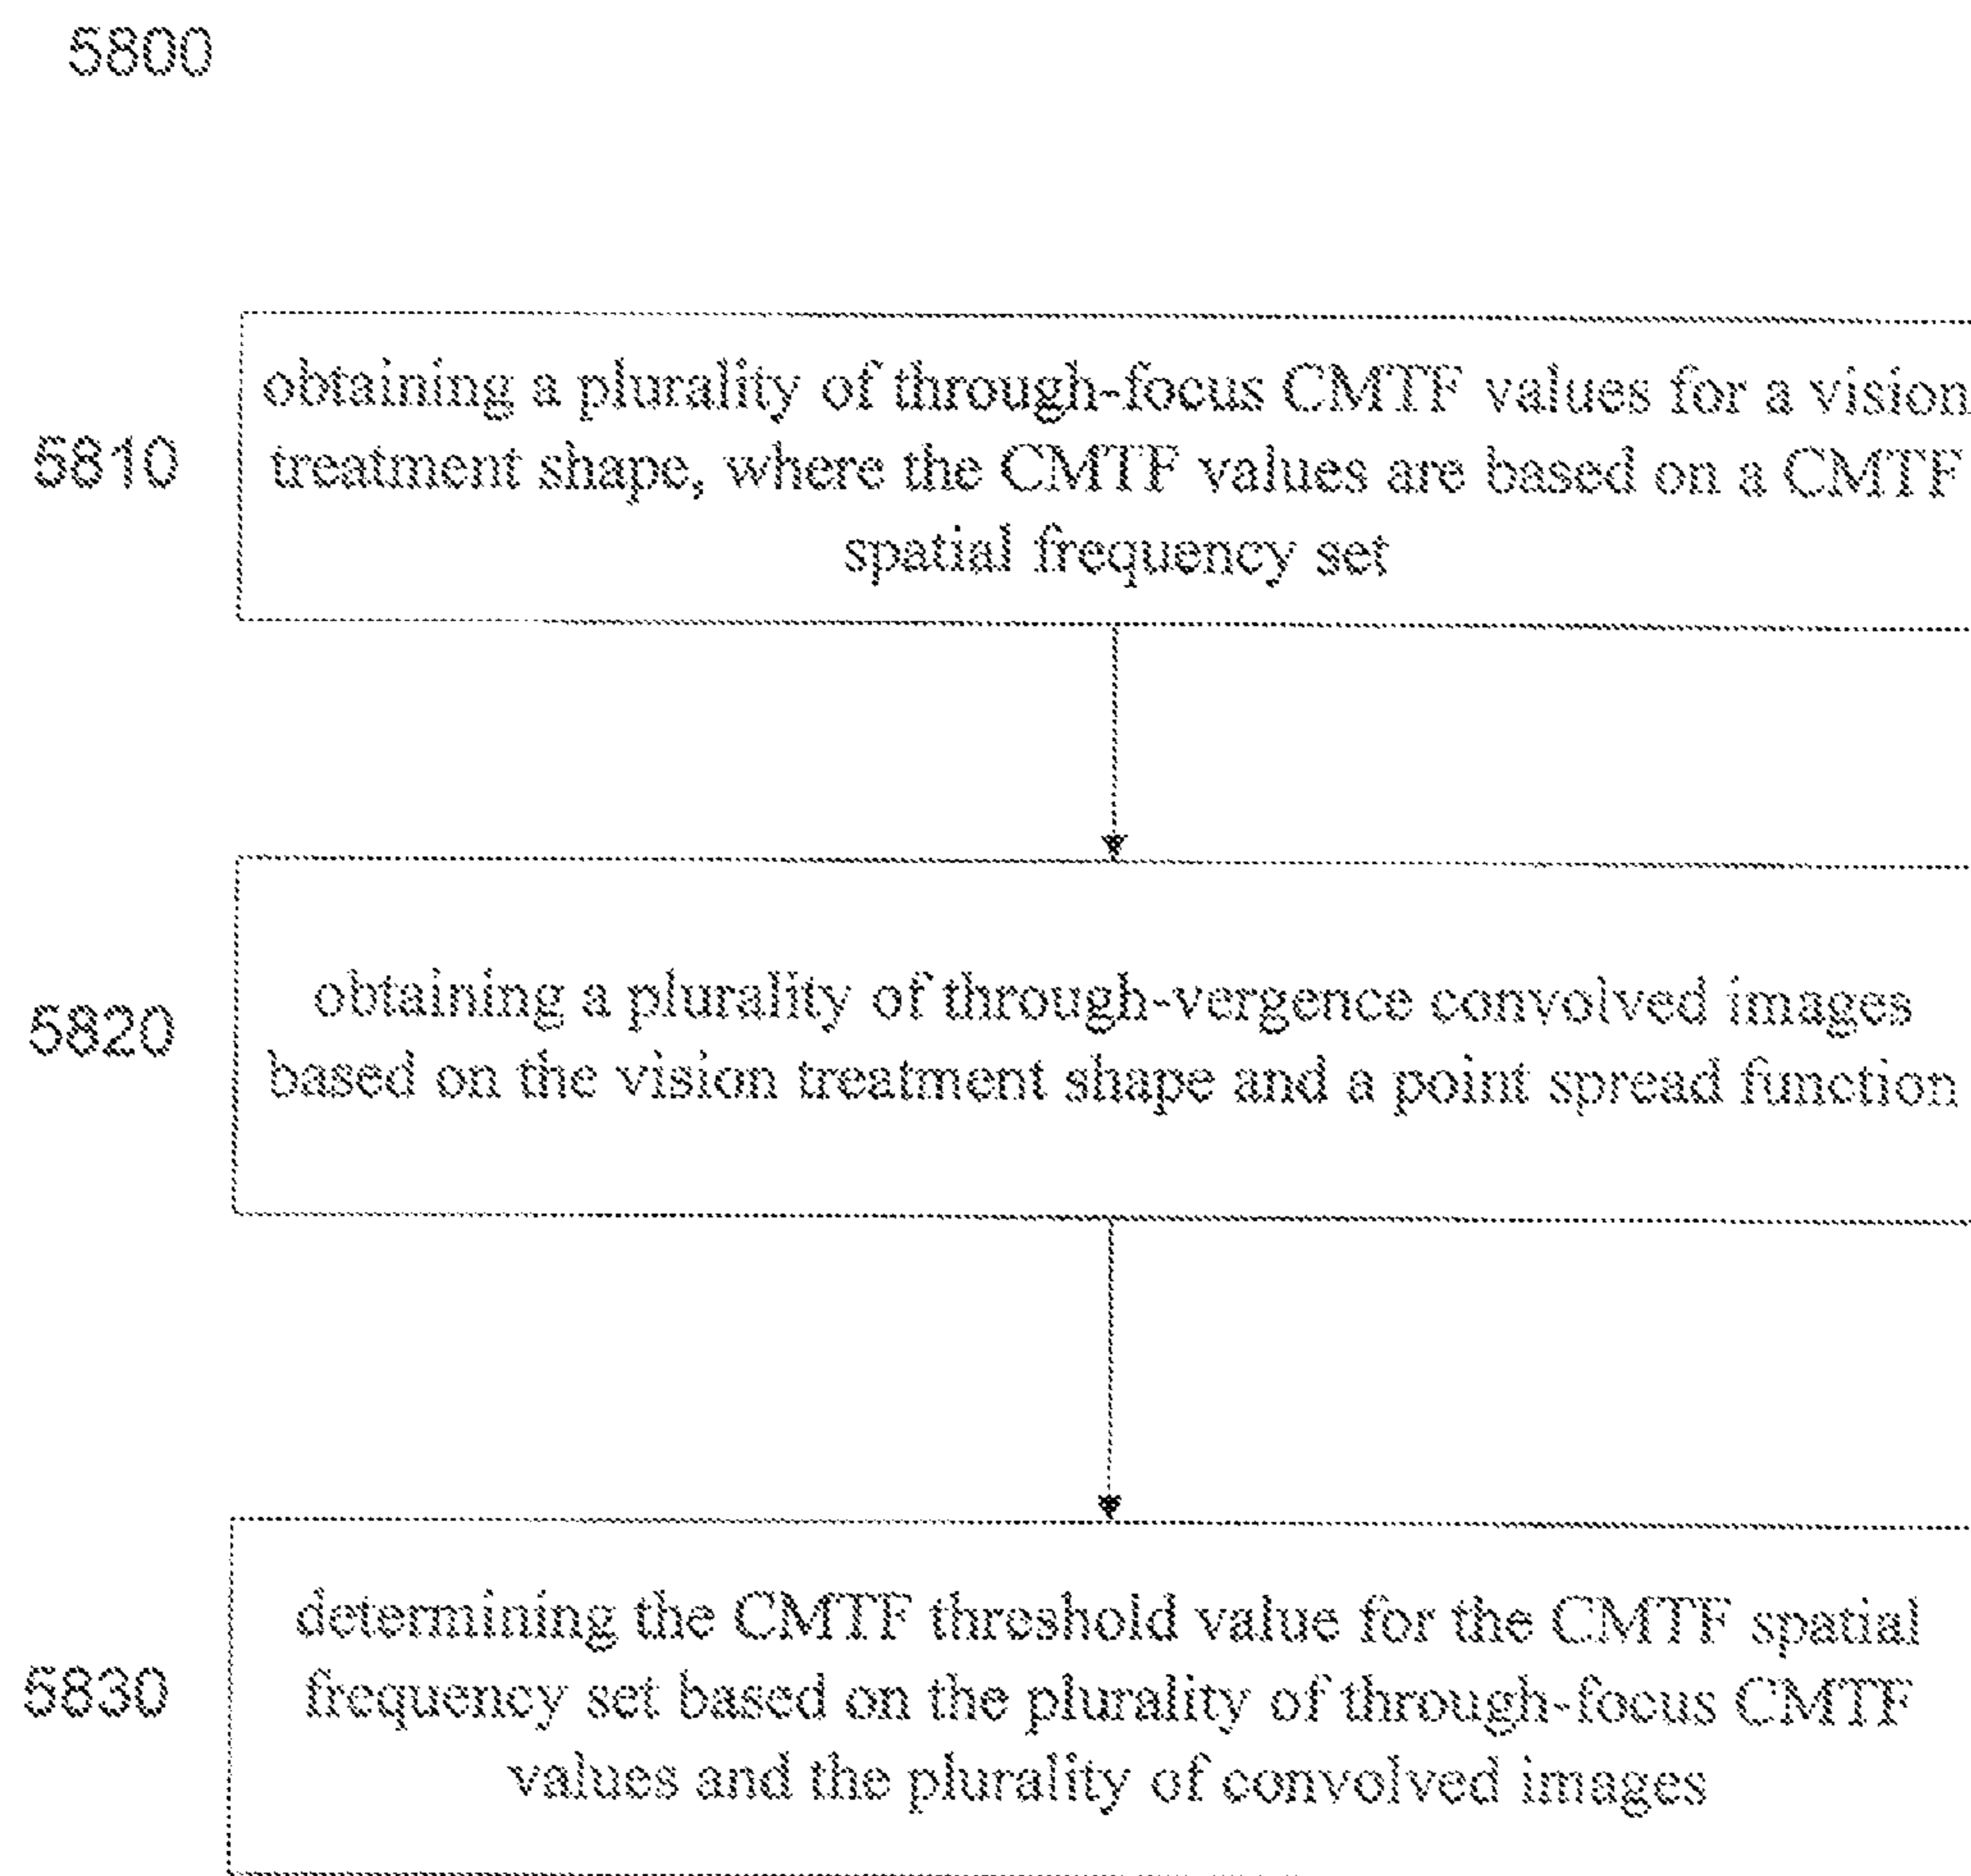 5800
5810
obtaining a plurality of through-focus CMTF values for a vision
treatment shape, where the CMTF values are based on a CMTF
spatial frequency set
5820
obtaining a plurality of through-vergence convolved images
based on the vision treatment shape and a point spread function
5830
determining the CMTF threshold value for the CMTF spatial
frequency set based on the plurality of through-focus CMTF
values and the plurality of convolved images